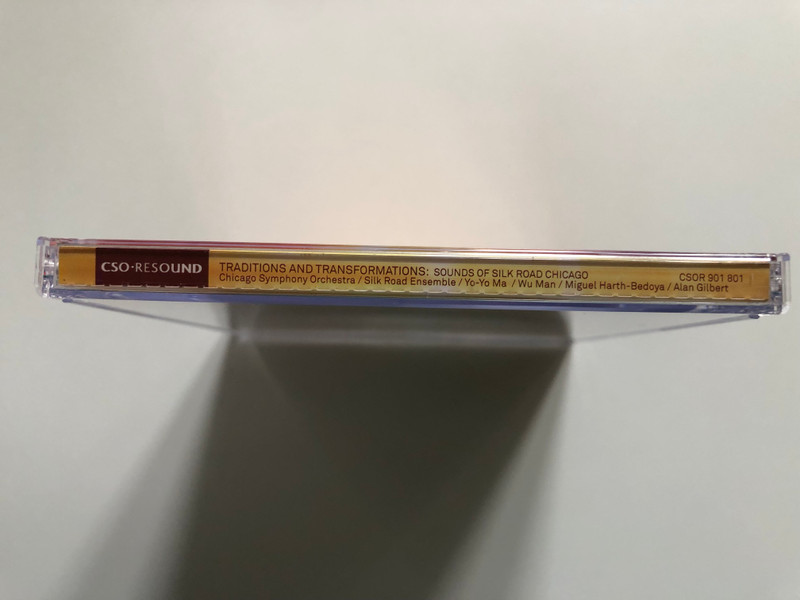 CSO·RESOUND
TRADITIONS AND TRANSFORMATIONS: SOUNDS OF SILK ROAD CHICAGO
Chicago Symphony Orchestra / Silk Road Ensemble / Yo-Yo Ma / Wu Man / Miguel Harth-Bedoya / Alan Gilbert
CSOR 901 801